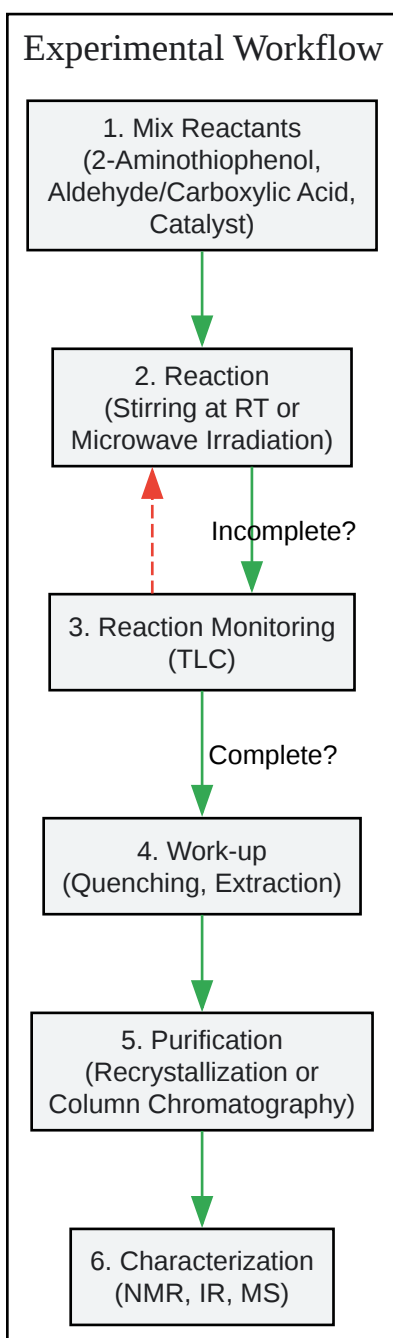 Experimental Workflow
1. Mix Reactants
(2-Aminothiophenol,
Aldehyde/Carboxylic Acid,
Catalyst)
2. Reaction
(Stirring at RT or
Microwave Irradiation)
Incomplete?
3. Reaction Monitoring
(TLC)
Complete?
4. Work-up
(Quenching, Extraction)
5. Purification
(Recrystallization or
Column Chromatography)
6. Characterization
(NMR, IR, MS)